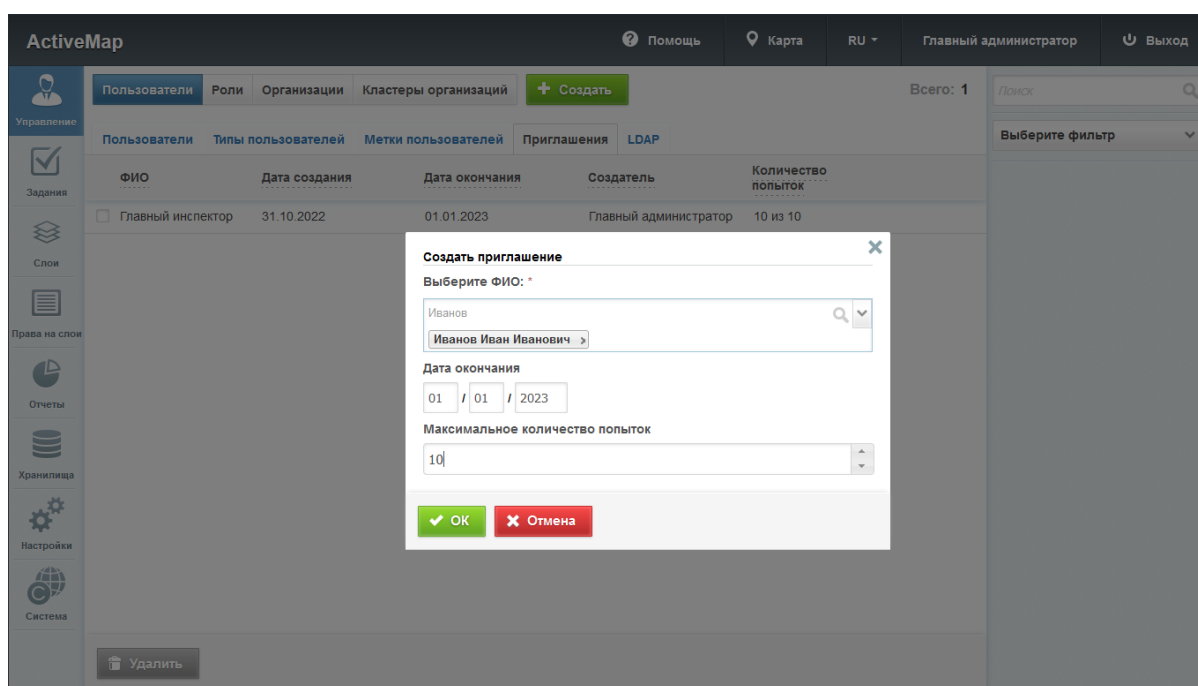 ActiveMap
Помощь
Карта
RU
Главный администратор
Выход
Управление
Задания
Слои
Права на слои
Отчеты
Хранилища
Настройки
Система
Пользователи Роли Организации Кластеры организаций Создать
Всего: 1
Поиск
Выберите фильтр
Пользователи Типы пользователей Метки пользователей Приглашения LDAP
ФИО Дата создания Дата окончания Создатель Количество
попыток
Главный инспектор 31.10.2022 01.01.2023 Главный администратор 10 из 10
Создать приглашение
Выберите ФИО: *
Иванов
Иванов Иван Иванович
Дата окончания
01 / 01 / 2023
Максимальное количество попыток
10
ОК Отмена
Удалить